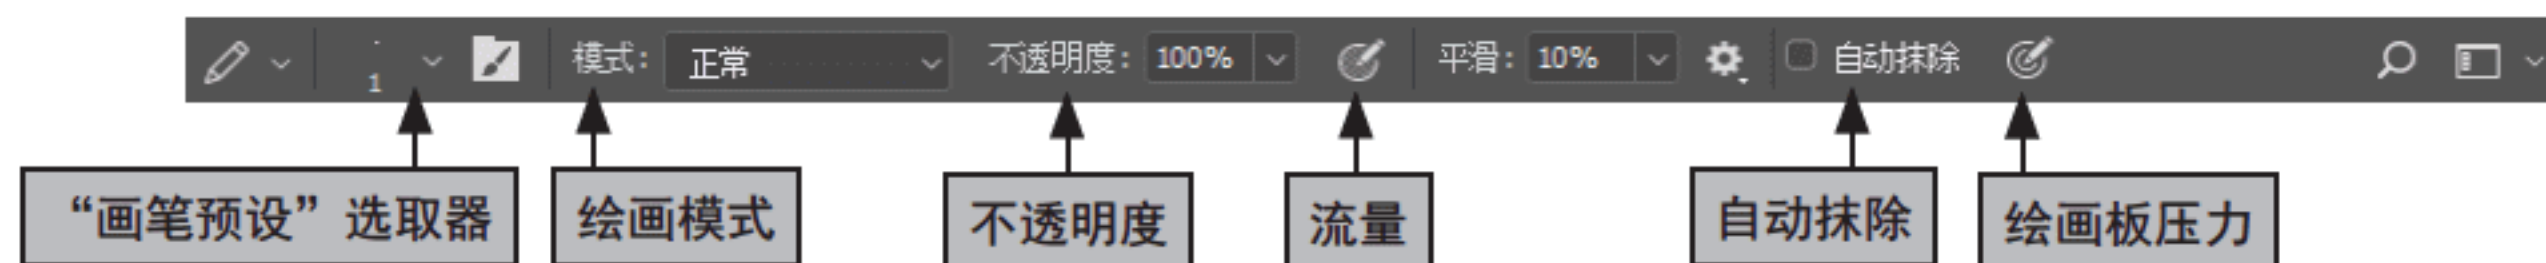 模式： 正常 不透明度： 100% 平滑： 10% 自动抹除
1
“画笔预设”选取器 绘画模式 不透明度 流量 自动抹除 绘画板压力